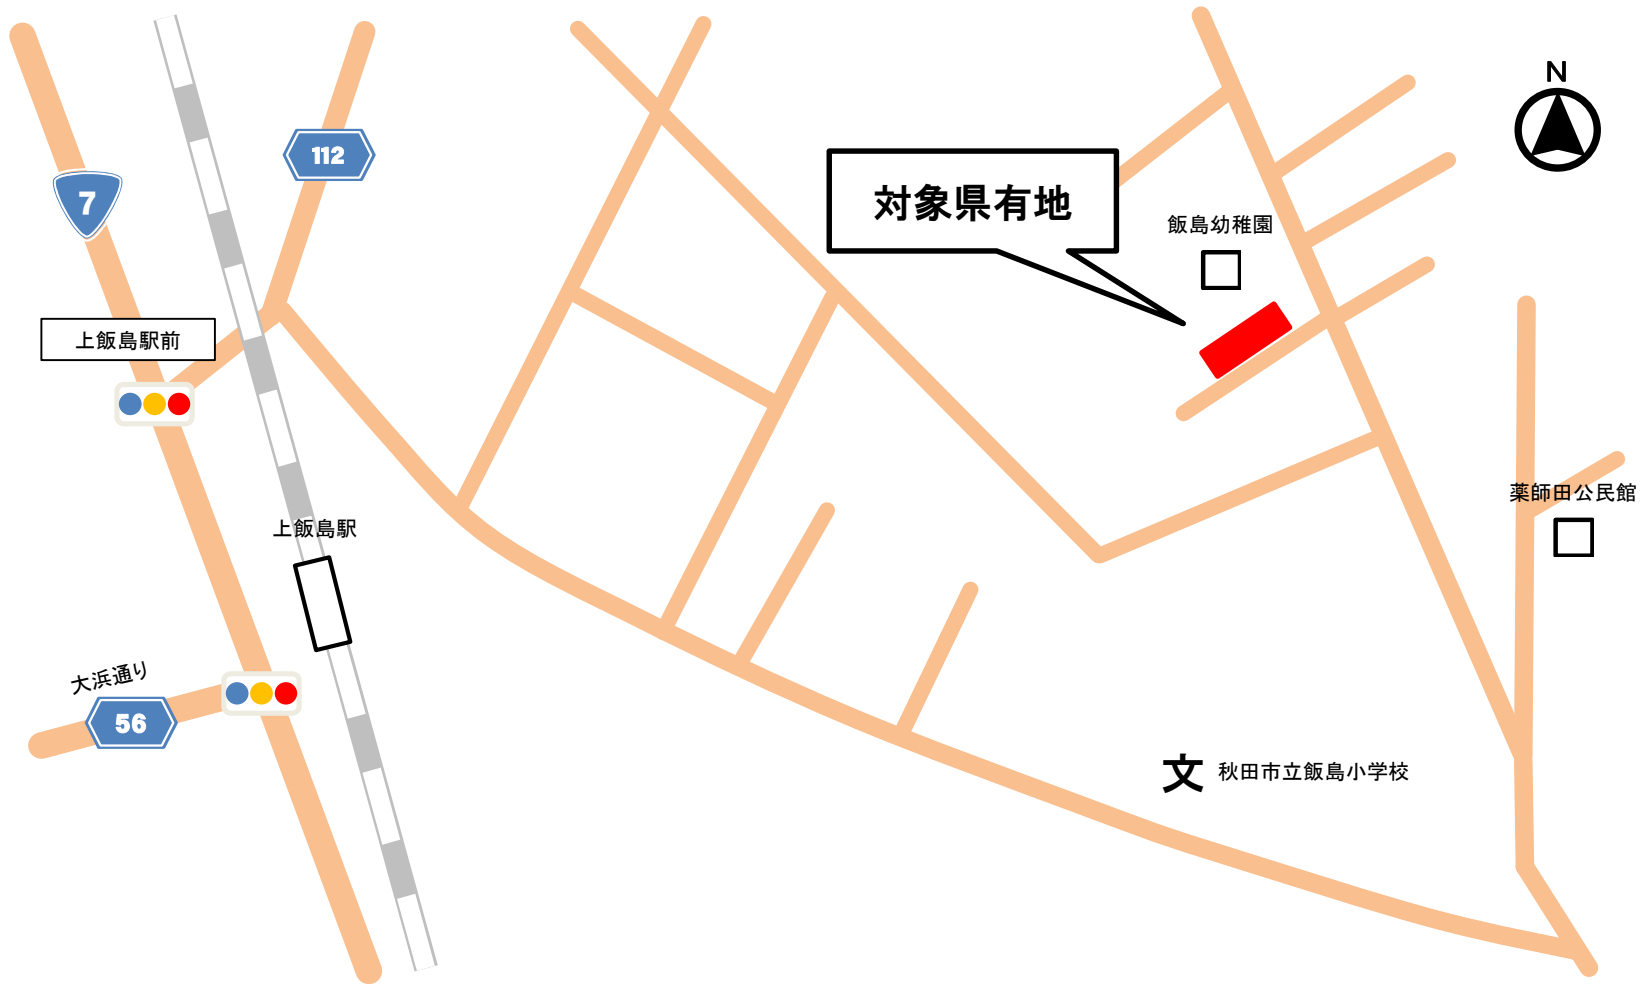 N
112
対象県有地
7
飯島幼稚園
上飯島駅前
薬師田公民館
上飯島駅
大浜通り
56
文 秋田市立飯島小学校